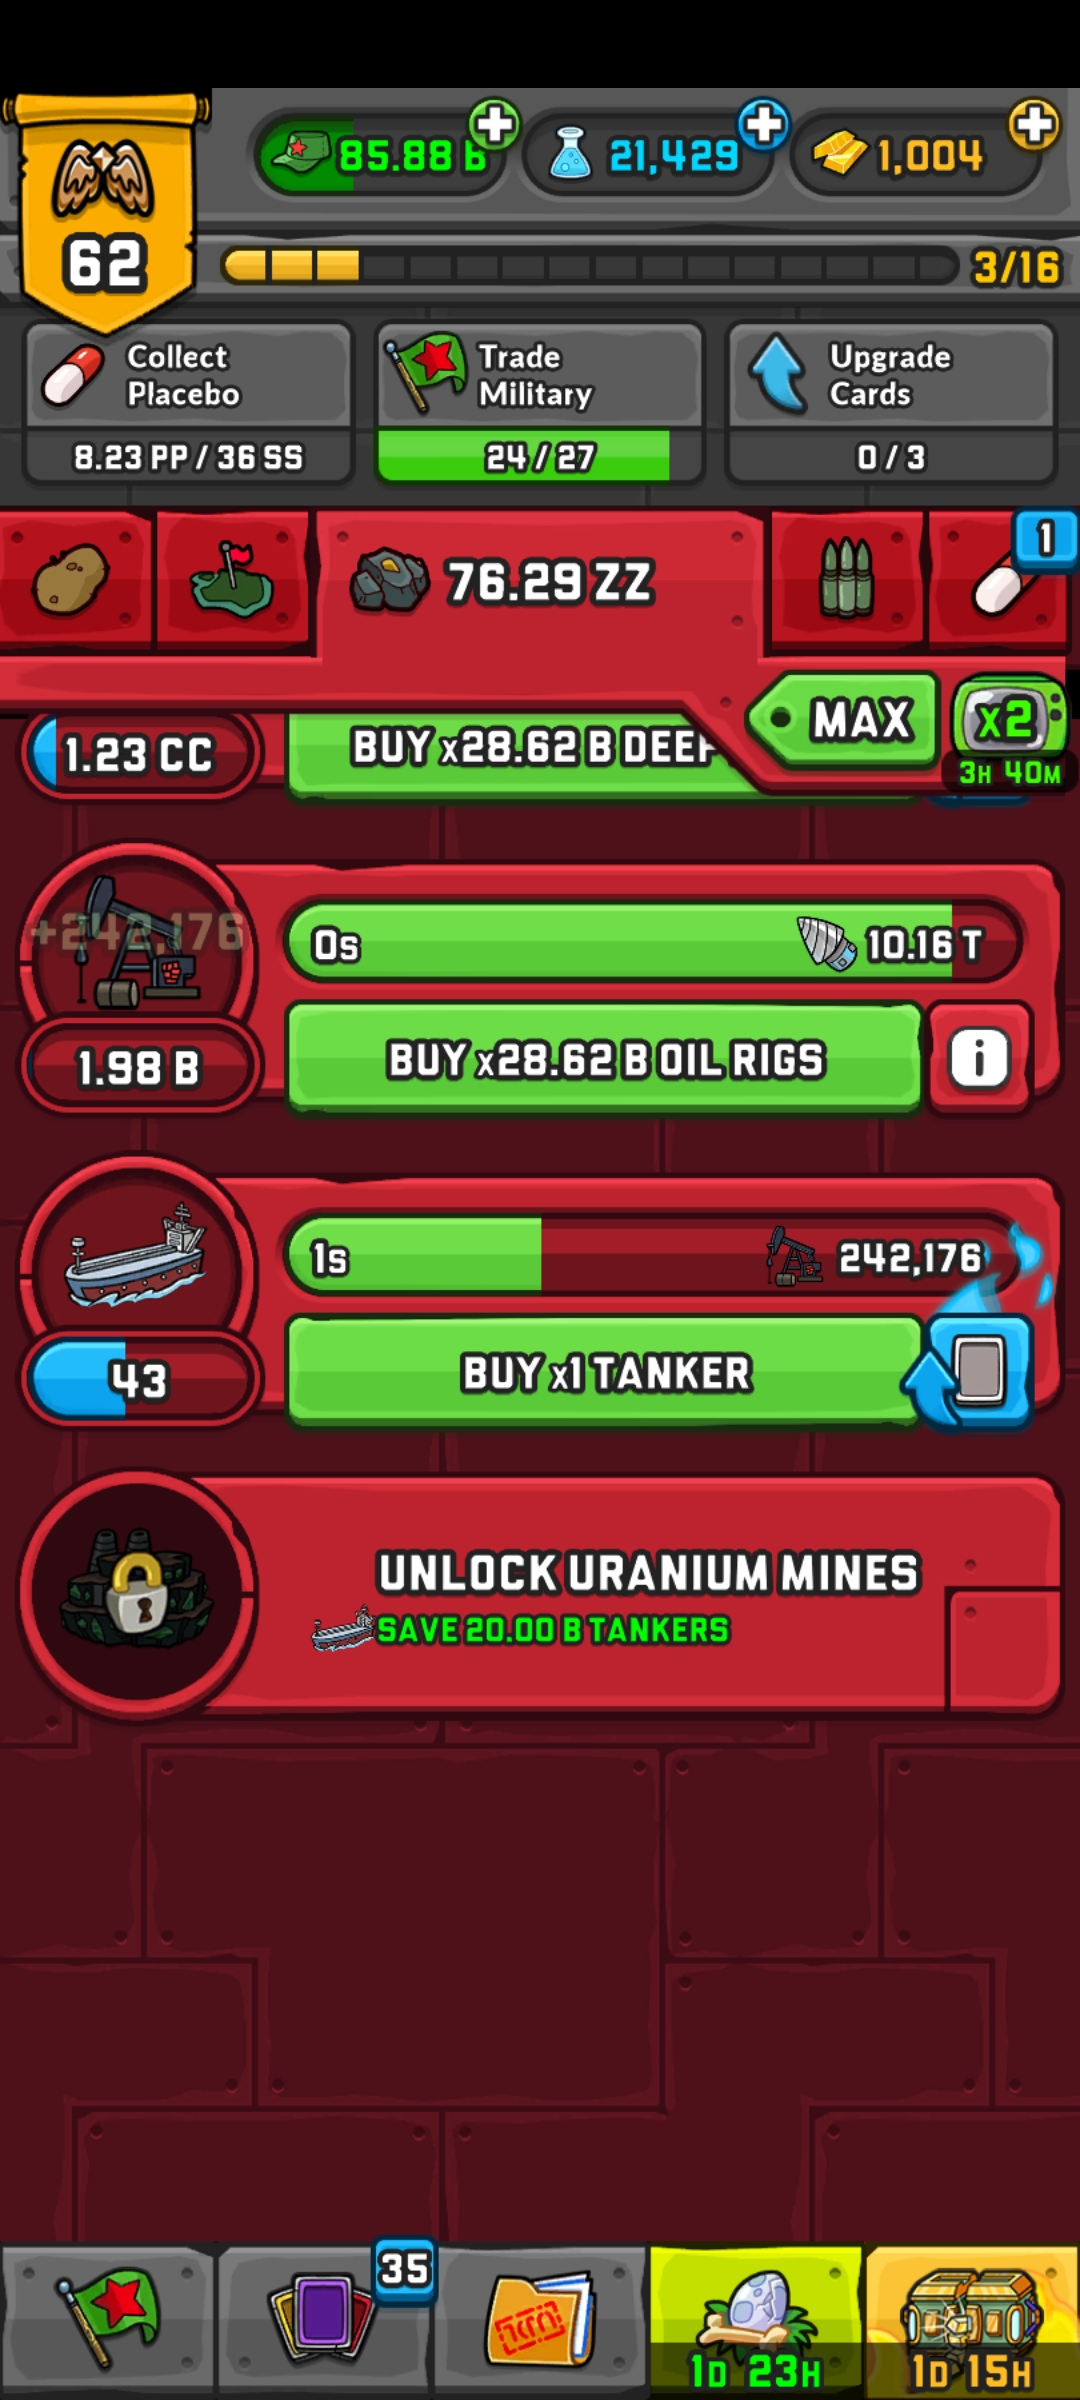 85.88 B
21,429
1,004
62
3/16
Collect
Placebo
8.23 PP / 36 SS
Trade
Military
24 / 27
Upgrade
Cards
0 / 3
76.29 ZZ
1
MAX
x2
3H 40M
1.23 CC
BUY x28.62 B DEEP
+242,176
0s
10.16 T
1.98 B
BUY x28.62 B OIL RIGS
i
1s
242,176
43
BUY x1 TANKER
UNLOCK URANIUM MINES
SAVE 20.00 B TANKERS
35
1D 23H
1D 15H